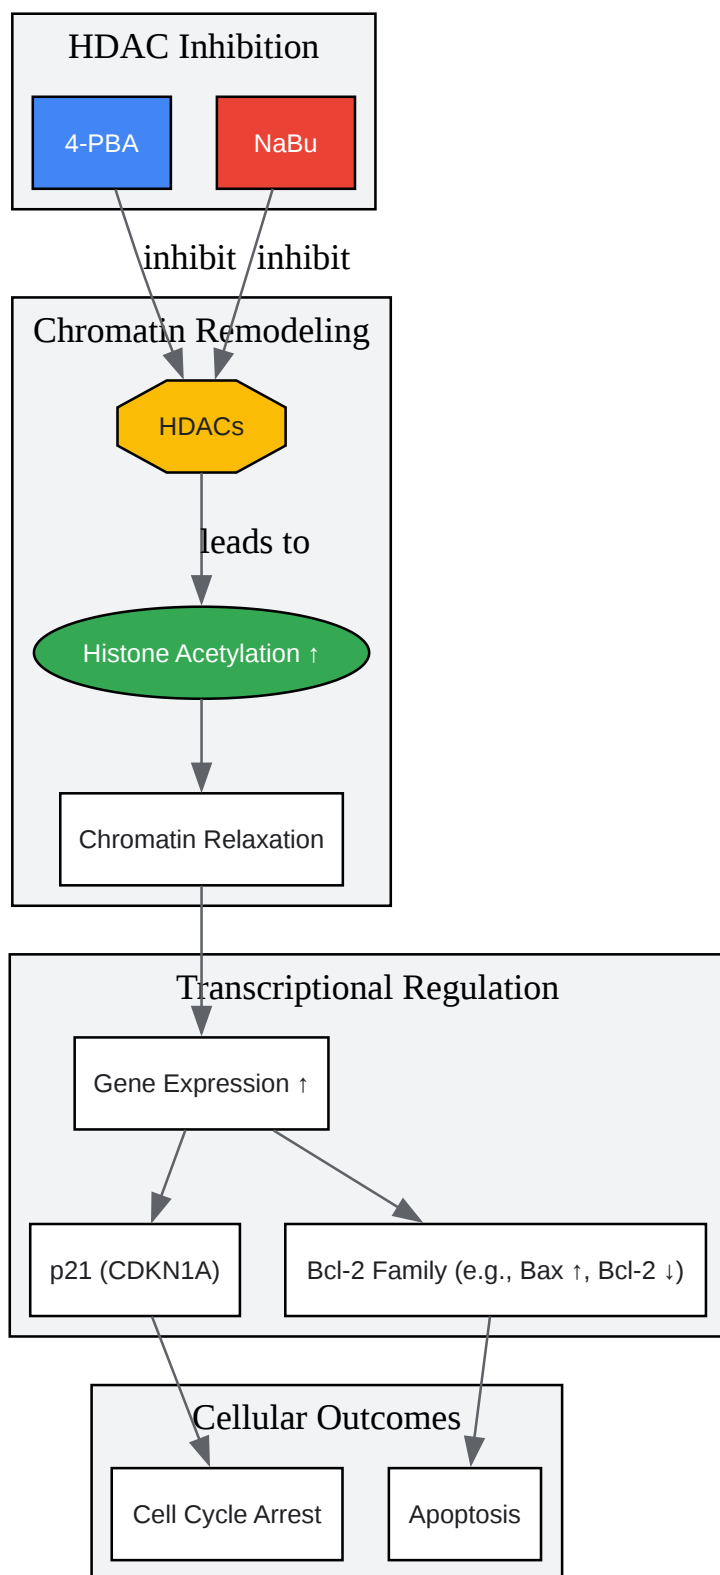 HDAC Inhibition
4-PBA
NaBu
inhibit
inhibit
Chromatin Remodeling
HDACs
leads to
Histone Acetylation ↑
Chromatin Relaxation
Transcriptional Regulation
Gene Expression ↑
p21 (CDKN1A)
Bcl-2 Family (e.g., Bax ↑, Bcl-2 ↓)
Cellular Outcomes
Cell Cycle Arrest
Apoptosis